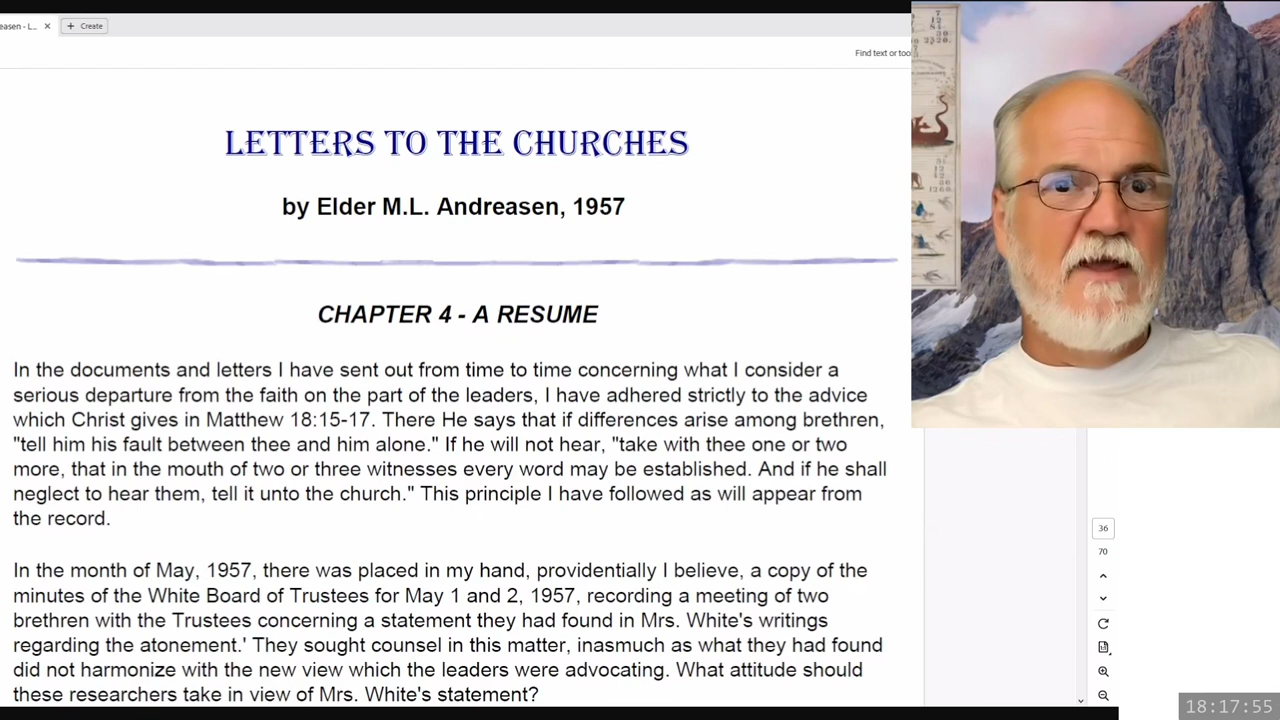 easen - L...
Create
Find text or too
LETTERS TO THE CHURCHES
by Elder M.L. Andreasen, 1957
CHAPTER 4 - A RESUME
In the documents and letters I have sent out from time to time concerning what I consider a
serious departure from the faith on the part of the leaders, I have adhered strictly to the advice
which Christ gives in Matthew 18:15-17. There He says that if differences arise among brethren,
"tell him his fault between thee and him alone." If he will not hear, "take with thee one or two
more, that in the mouth of two or three witnesses every word may be established. And if he shall
neglect to hear them, tell it unto the church." This principle I have followed as will appear from
the record.
In the month of May, 1957, there was placed in my hand, providentially I believe, a copy of the
minutes of the White Board of Trustees for May 1 and 2, 1957, recording a meeting of two
brethren with the Trustees concerning a statement they had found in Mrs. White's writings
regarding the atonement.' They sought counsel in this matter, inasmuch as what they had found
did not harmonize with the new view which the leaders were advocating. What attitude should
these researchers take in view of Mrs. White's statement?
36
70
7
12
84
2520.
1260
18:17:55